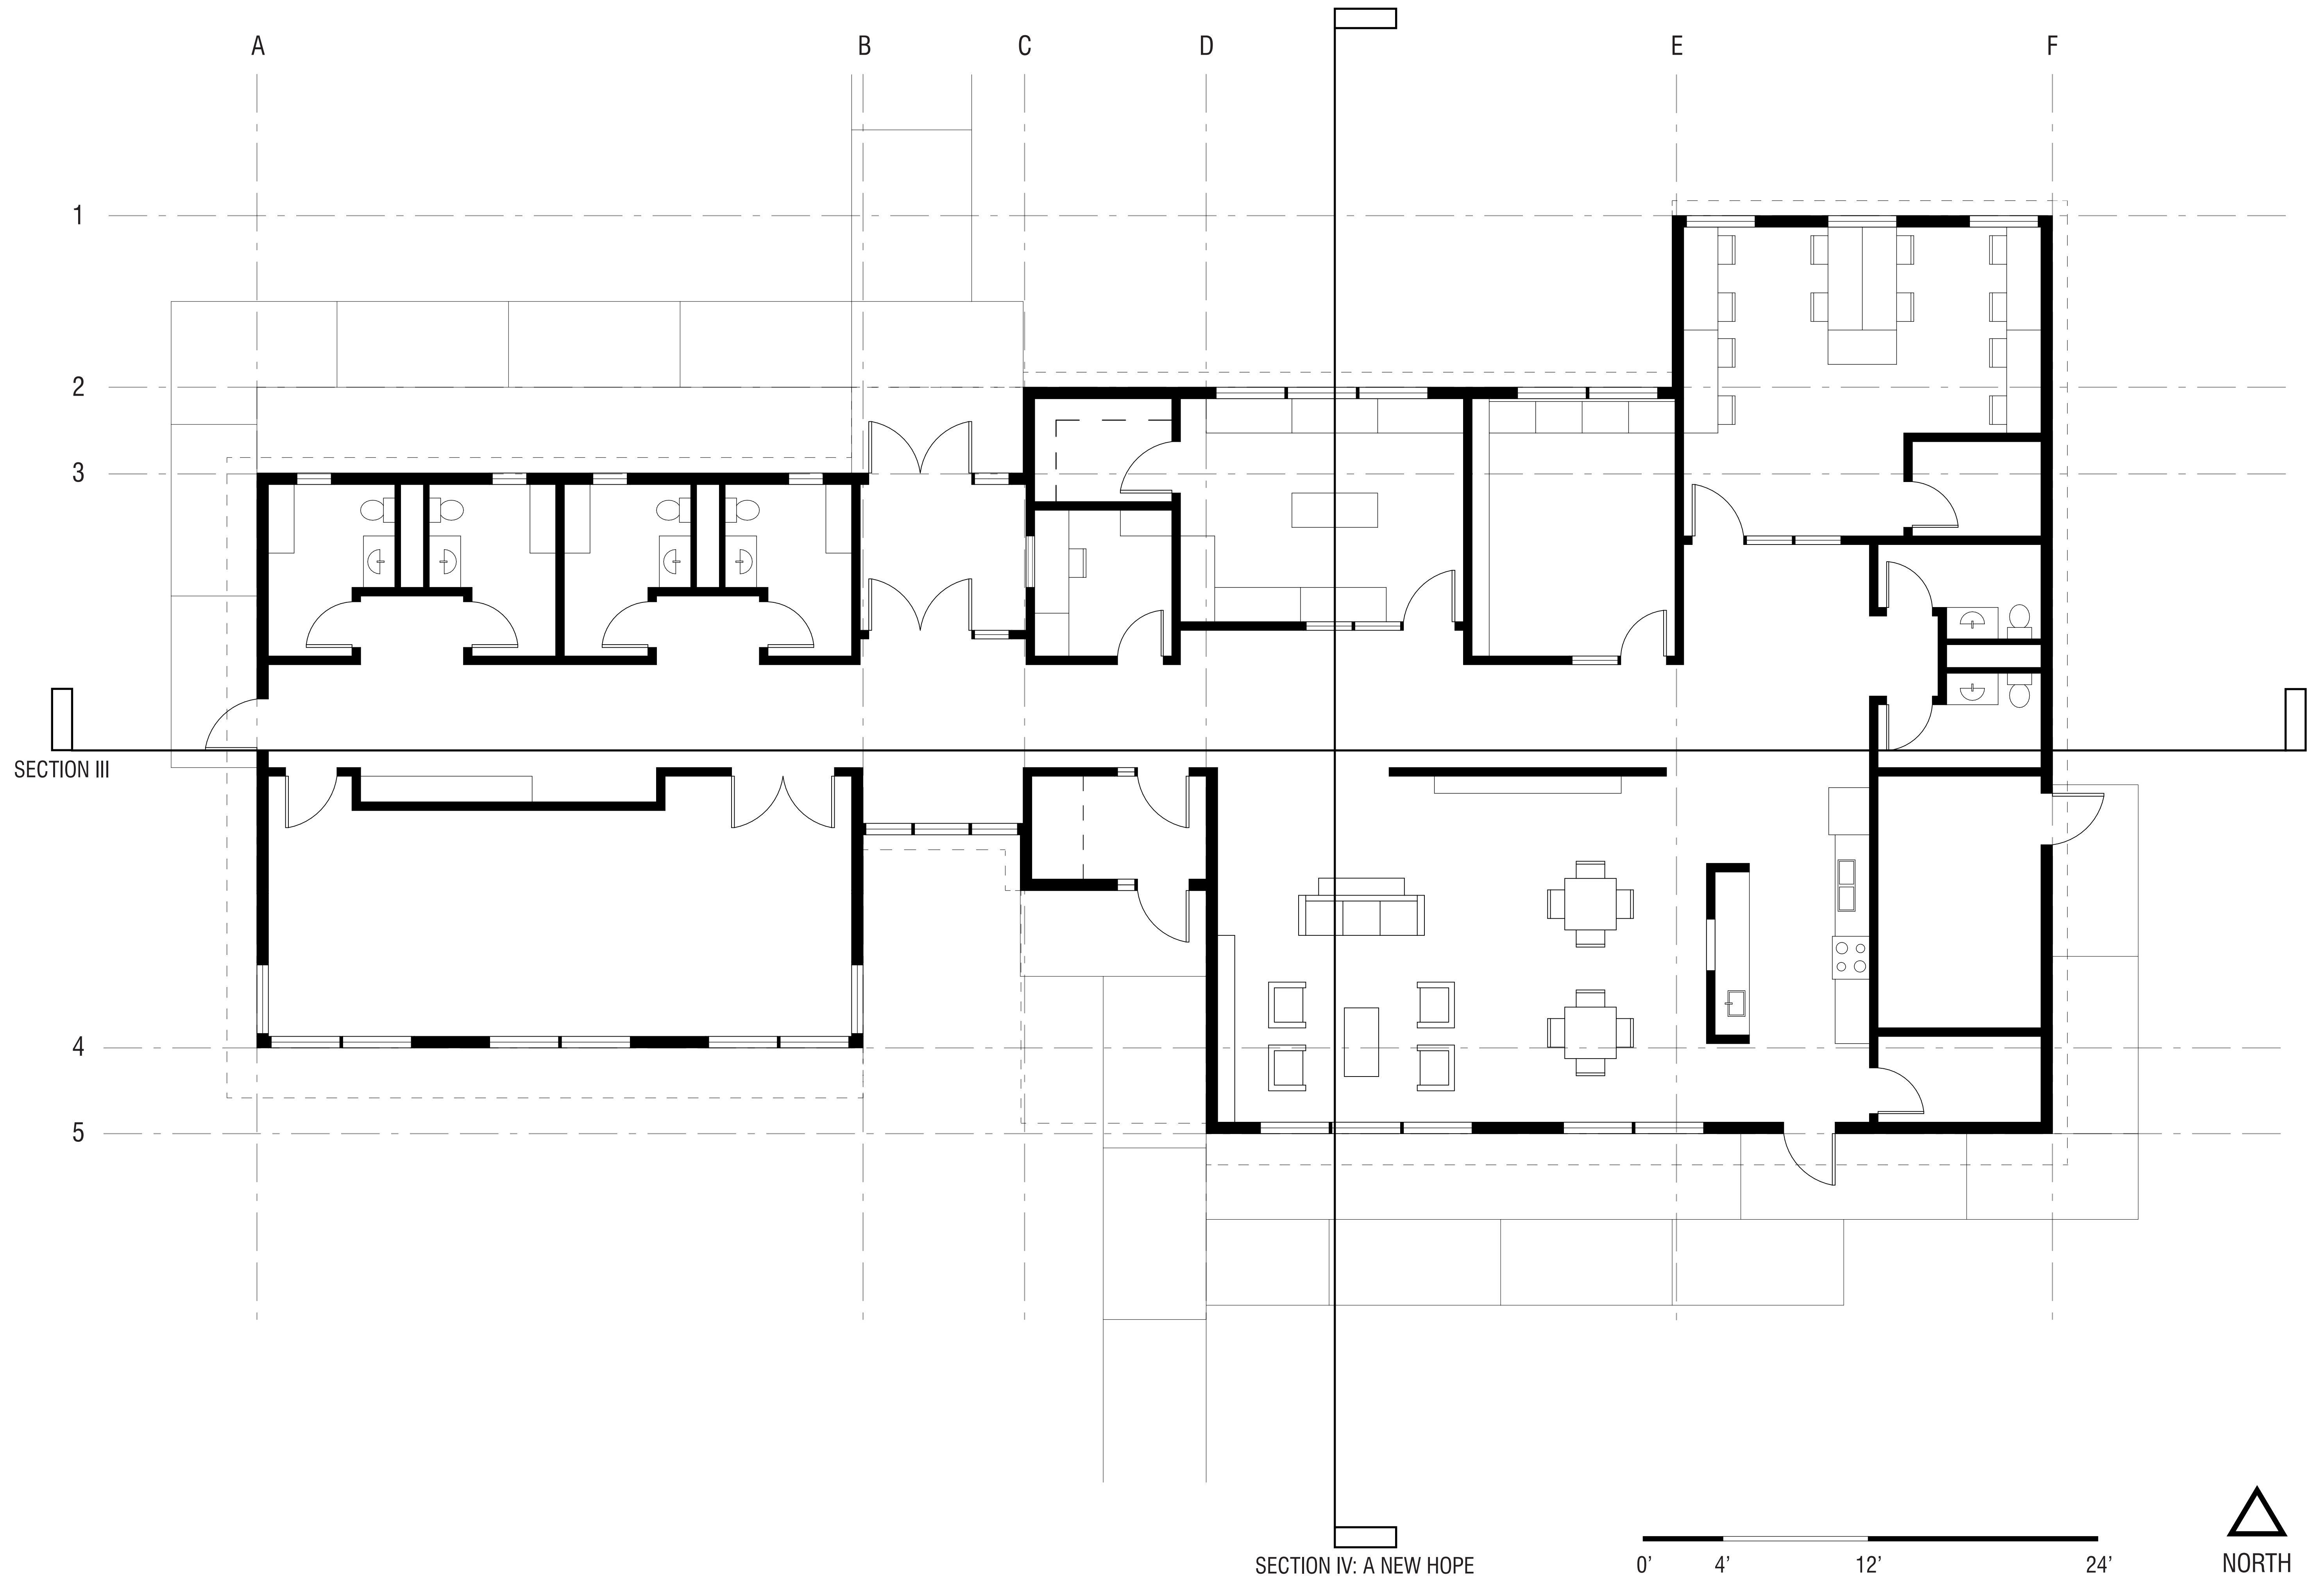 A B C D E F
1
2
3
SECTION III
4
5
SECTION IV: A NEW HOPE
0’ 4’ 12’ 24’
NORTH